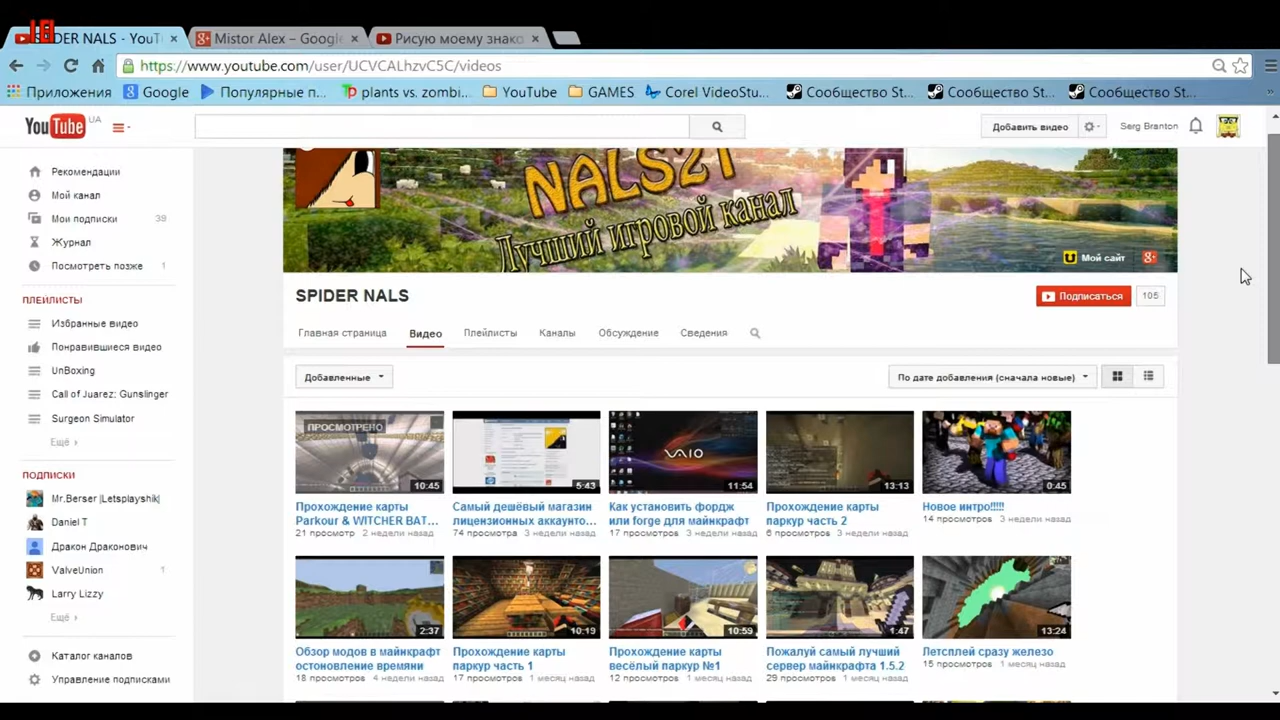 SPIDER NALS - YouT
Mistor Alex – Google
Рисую моему знако
https://www.youtube.com/user/UCVCALhzvC5C/videos
Приложения
Google
Популярные п...
plants vs. zombi...
YouTube
GAMES
Corel VideoStu...
Сообщество St...
Сообщество St...
Сообщество St...
YouTube UA
Добавить видео
Serg Branton
Рекомендации
Мой канал
Мои подписки 39
Журнал
Посмотреть позже 1
ПЛЕЙЛИСТЫ
Избранные видео
Понравившиеся видео
UnBoxing
Call of Juarez: Gunslinger
Surgeon Simulator
Ещё ›
ПОДПИСКИ
Mr.Berser |Letsplayshik|
Daniel T
Дракон Драконович
ValveUnion 1
Larry Lizzy
Ещё ›
Каталог каналов
Управление подписками
NALS21
Лучший игровой канал
Мой сайт
SPIDER NALS
Подписаться 105
Главная страница Видео Плейлисты Каналы Обсуждение Сведения
Добавленные
По дате добавления (сначала новые)
ПРОСМОТРЕНО
10:45
Прохождение карты
Parkour & WITCHER BAT...
21 просмотр 2 недели назад
5:43
Самый дешёвый магазин
лицензионных аккаунто...
74 просмотра 3 недели назад
VAIO
11:54
Как установить фордж
или forge для майнкрафт
17 просмотров 3 недели назад
13:13
Прохождение карты
паркур часть 2
6 просмотров 3 недели назад
0:45
Новое интро!!!!!
14 просмотров 3 недели назад
2:37
Обзор модов в майнкрафт
остоновление времяни
18 просмотров 4 недели назад
10:19
Прохождение карты
паркур часть 1
17 просмотров 1 месяц назад
10:59
Прохождение карты
весёлый паркур №1
12 просмотров 1 месяц назад
1:47
Пожалуй самый лучший
сервер майнкрафта 1.5.2
29 просмотров 1 месяц назад
13:24
Летсплей сразу железо
15 просмотров 1 месяц назад